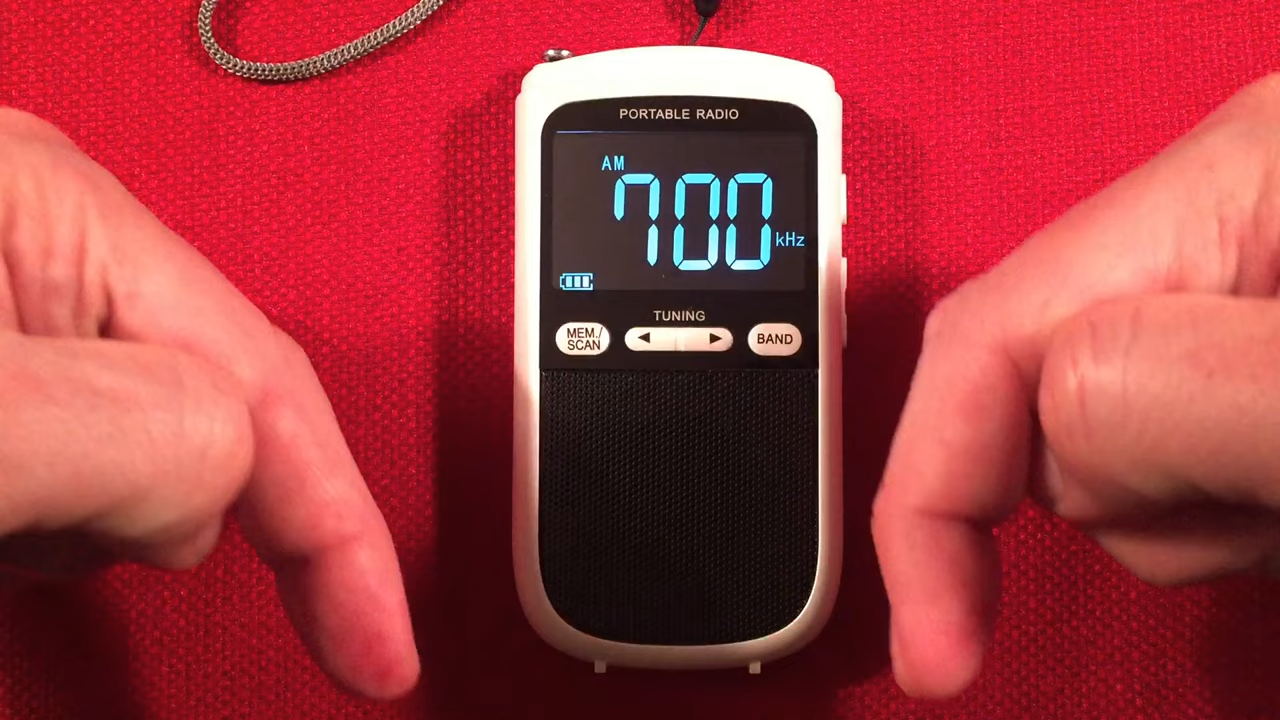 PORTABLE RADIO
AM
700 kHz
TUNING
MEM./
SCAN
◄ ►
BAND